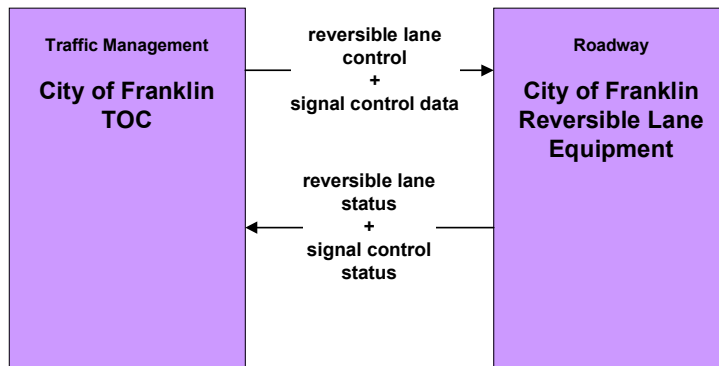 Traffic Management
City of Franklin
TOC
reversible lane
control
+
signal control data
reversible lane
status
+
signal control
status
Roadway
City of Franklin
Reversible Lane
Equipment